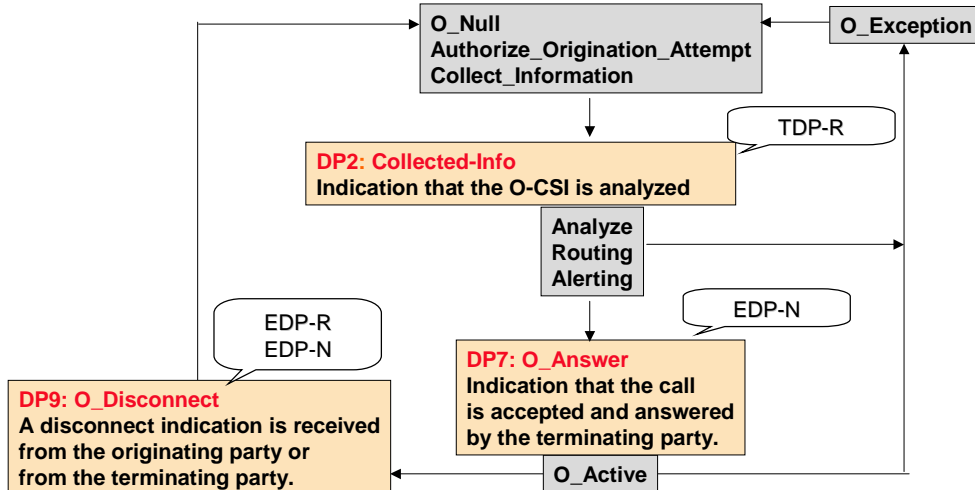 O_Null
Authorize_Origination_Attempt
Collect_Information
O_Exception
TDP-R
DP2: Collected-Info
Indication that the O-CSI is analyzed
Analyze
Routing
Alerting
EDP-N
EDP-R
EDP-N
DP7: O_Answer
Indication that the call
is accepted and answered
by the terminating party.
DP9: O_Disconnect
A disconnect indication is received
from the originating party or
from the terminating party.
O_Active